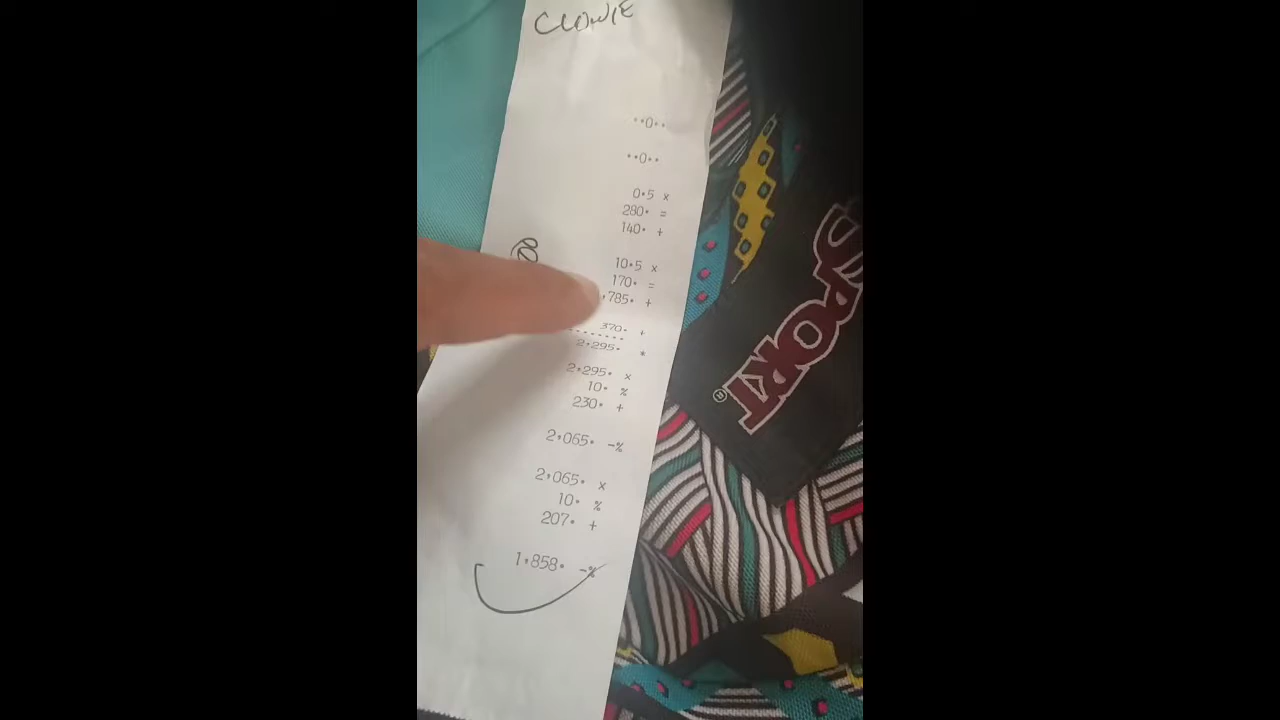 CLOWIE
**0**
**0**
0.5 x
280. =
140. +
10.5 x
170. =
,785. +
370. +
2,295. *
2,295. x
10. %
230. +
2,065. -%
2,065. x
10. %
207. +
1,858. -%
SPORT®